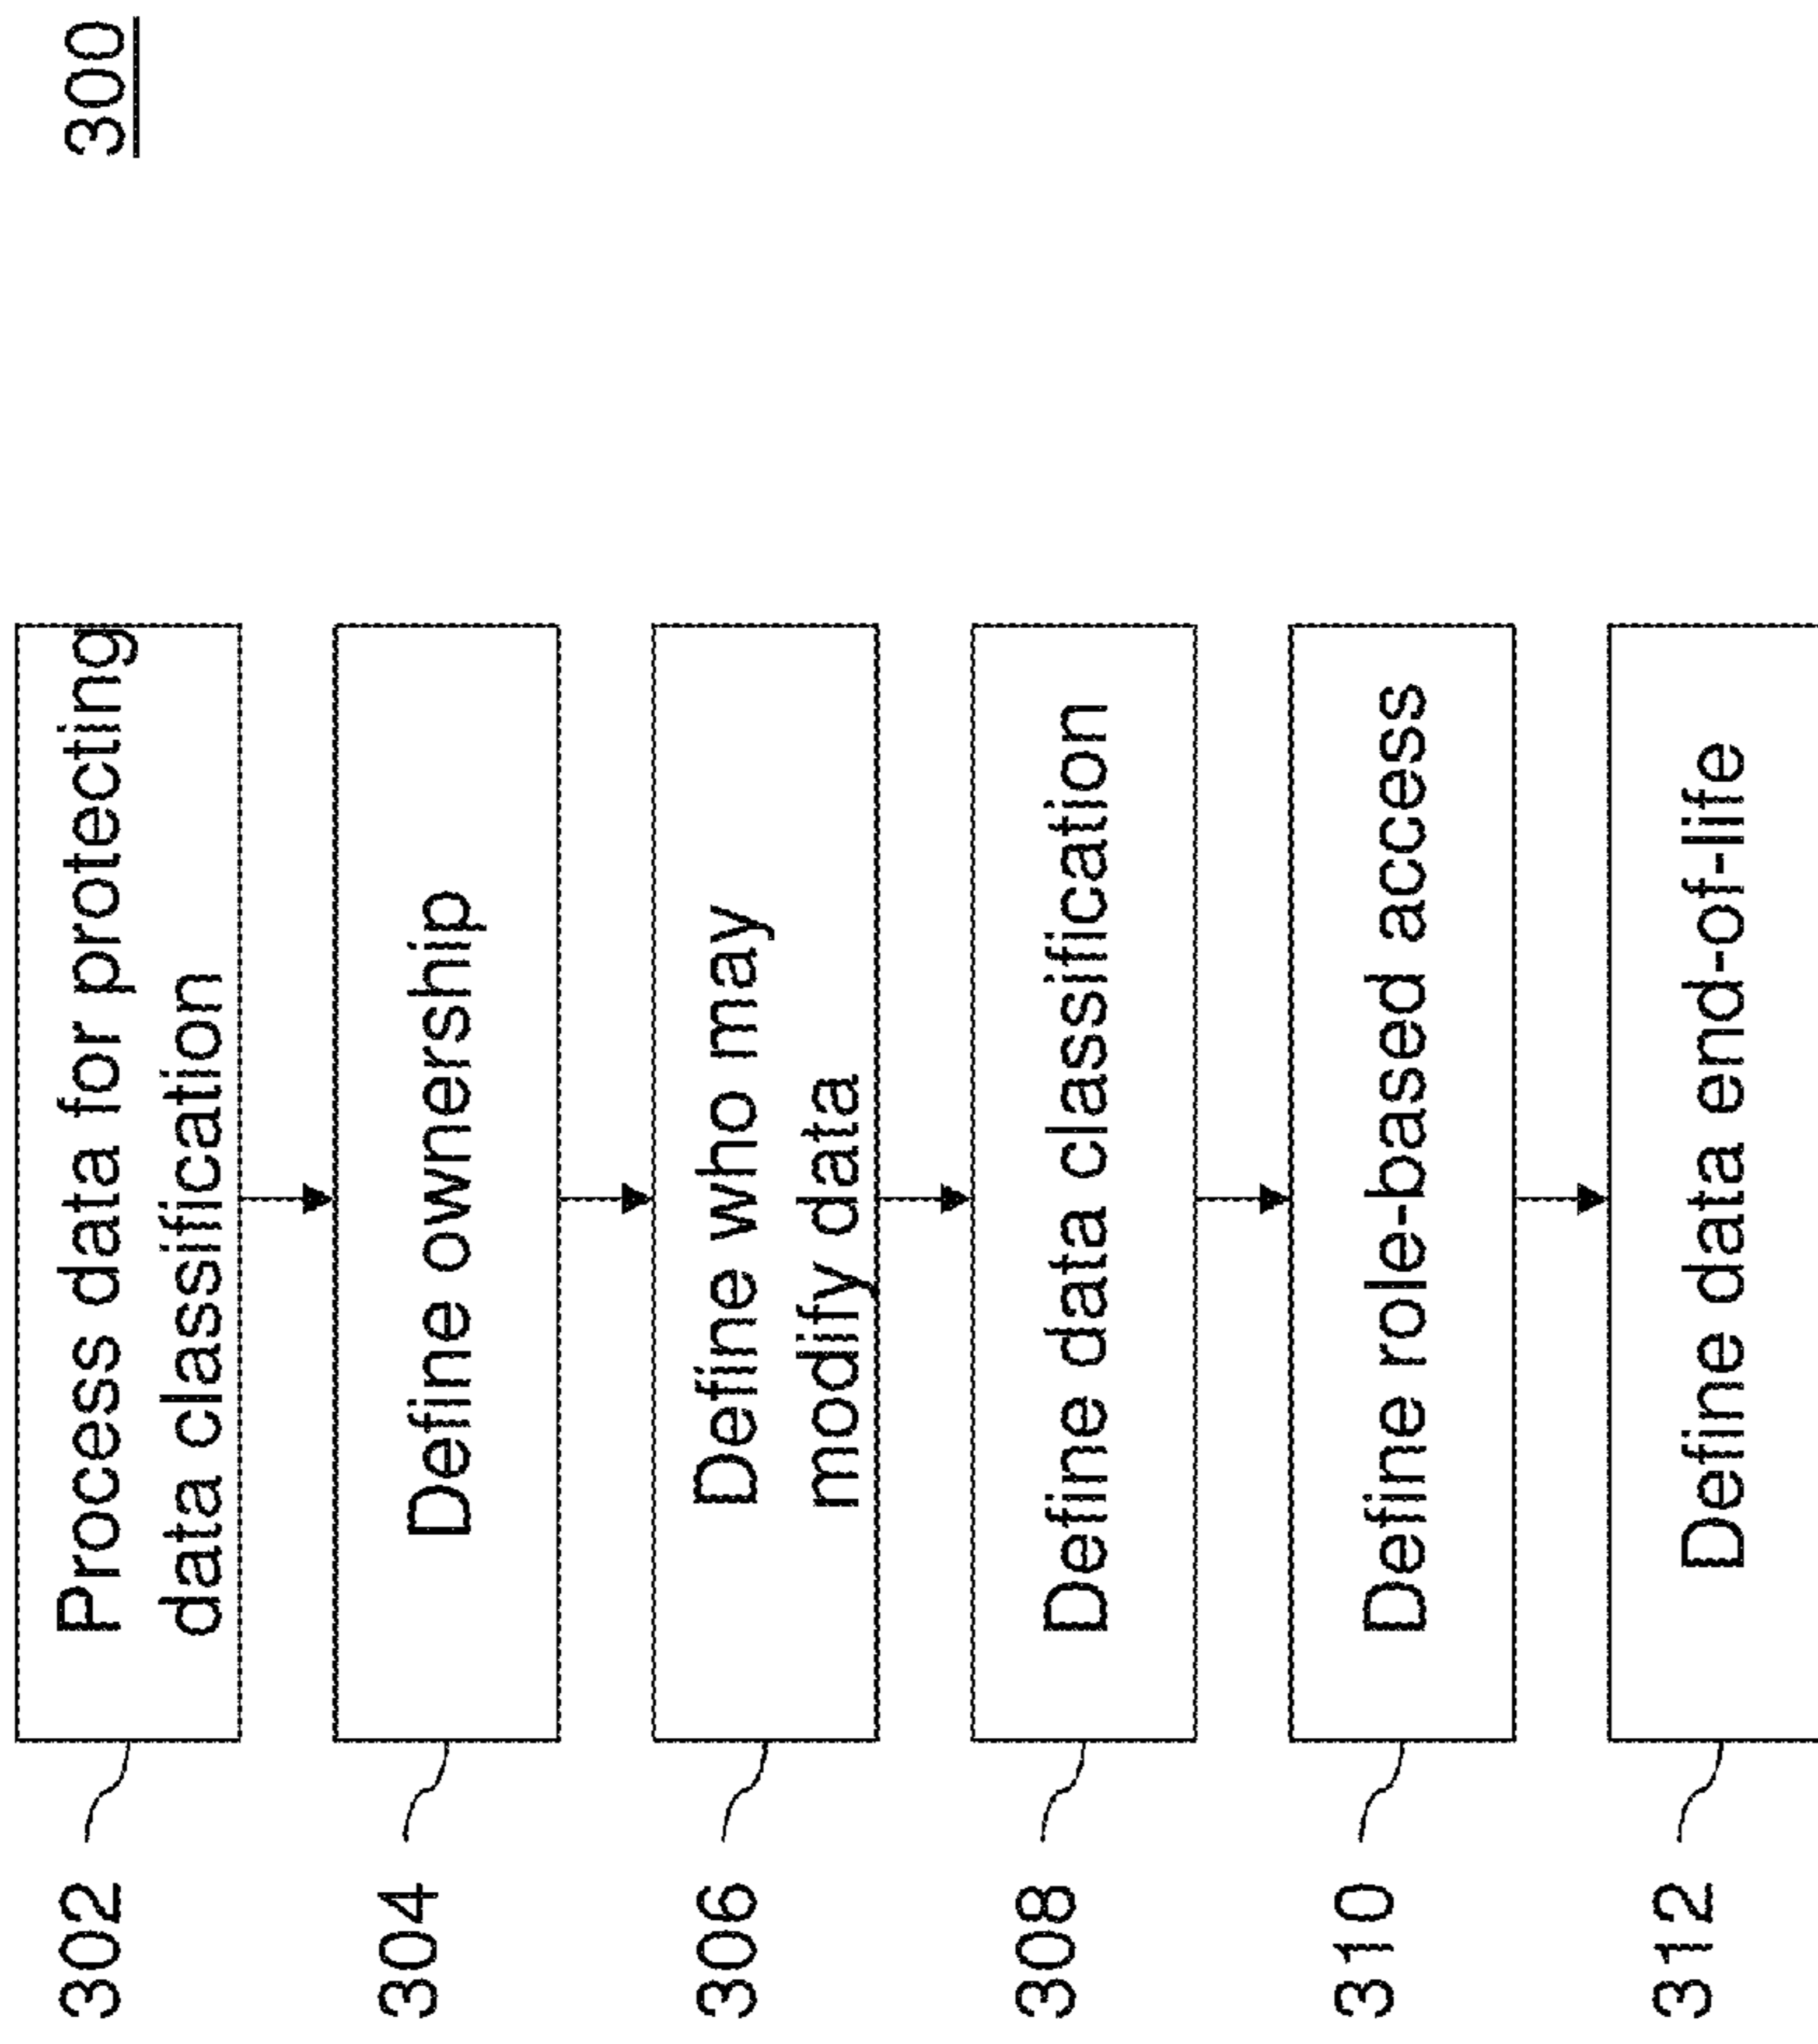 300
302
Process data for protecting
data classification
304
Define ownership
306
Define who may
modify data
308
Define data classification
310
Define role-based access
312
Define data end-of-life